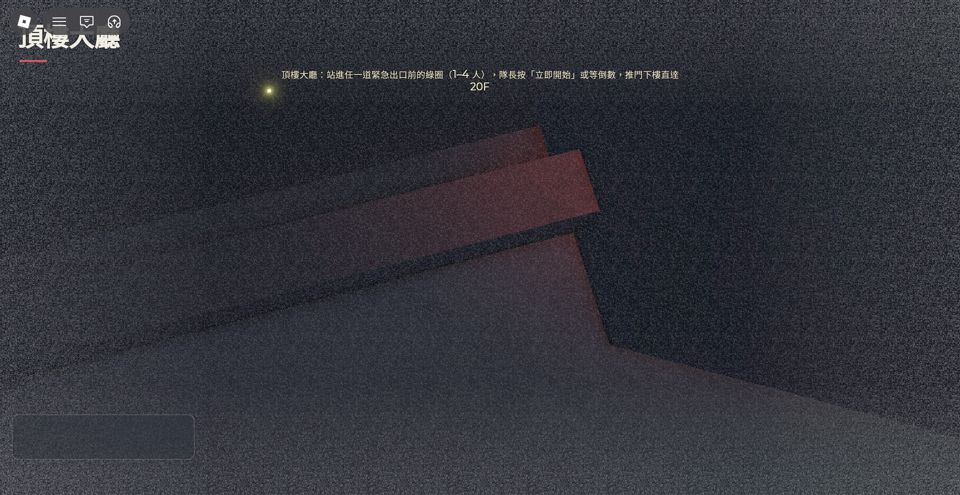 頂樓大廳
頂樓大廳：站進任一道緊急出口前的綠圈（1–4 人），隊長按「立即開始」或等倒數，推門下樓直達
20F